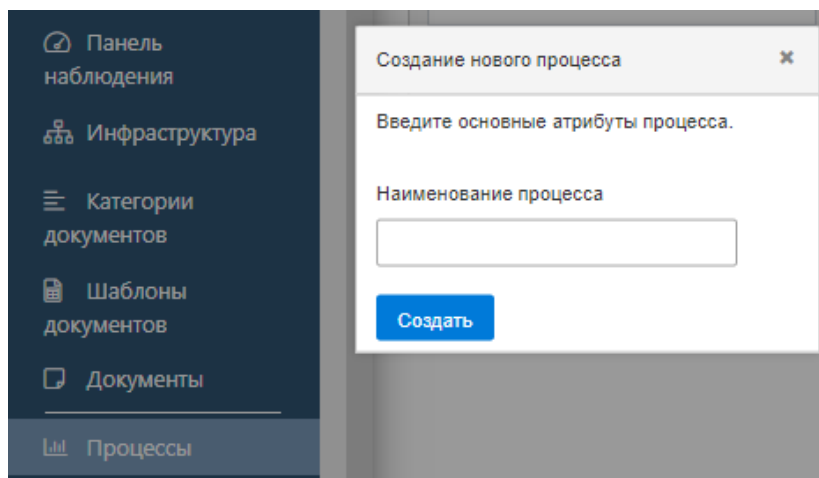 Панель
наблюдения
Инфраструктура
Категории
документов
Шаблоны
документов
Документы
Процессы
Создание нового процесса
Введите основные атрибуты процесса.
Наименование процесса
Создать